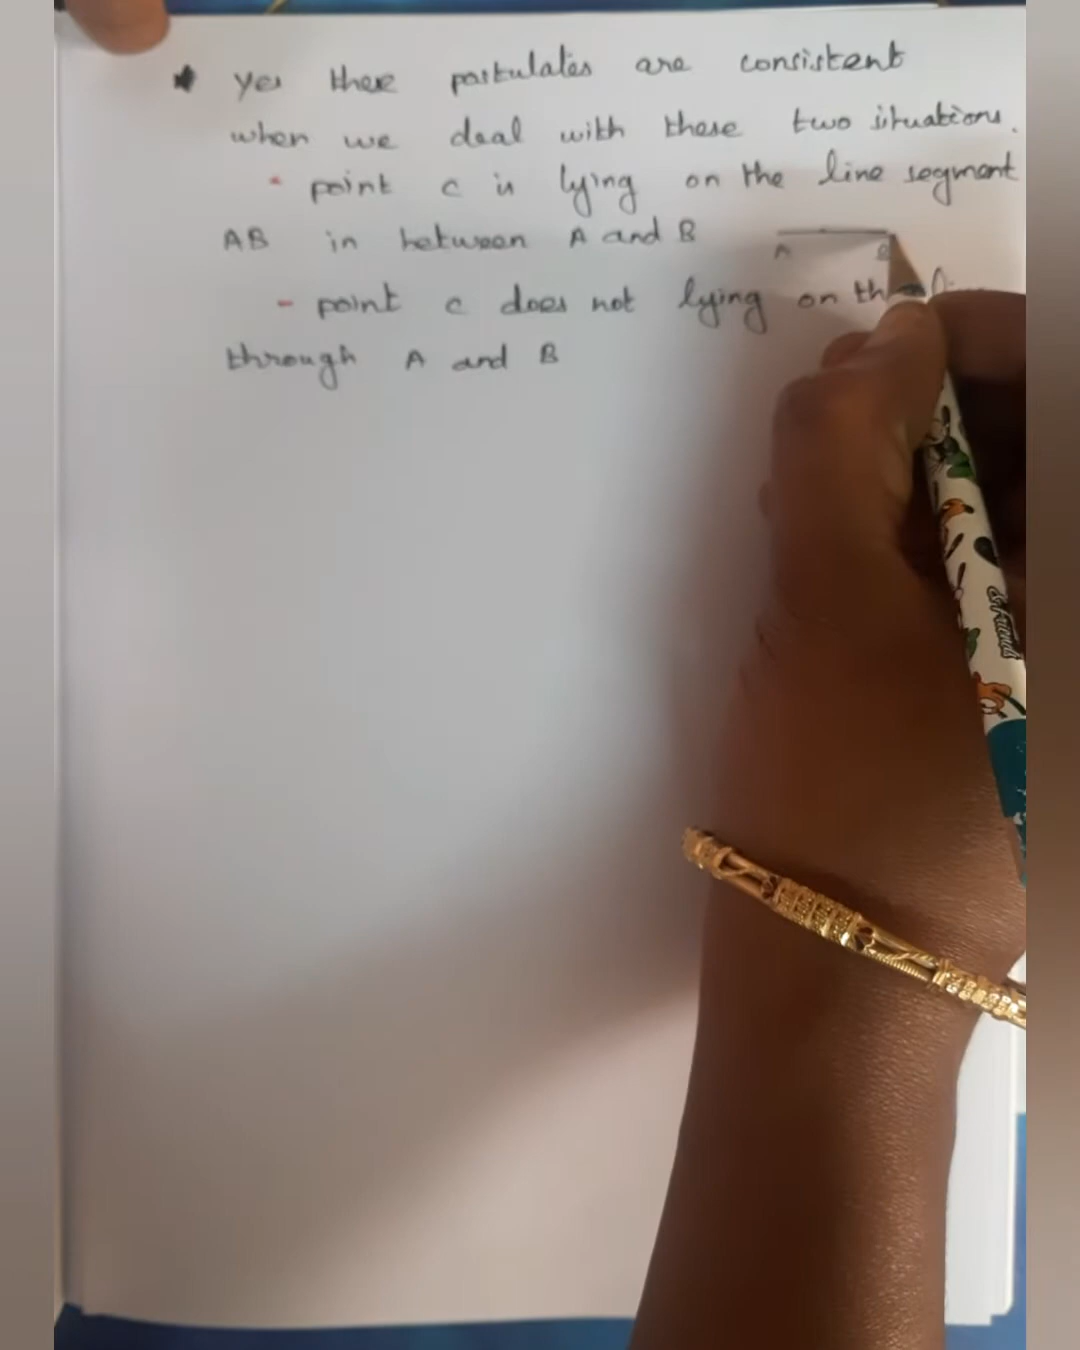 * Yes these postulates are consistent
when we deal with these two situations.
- point c is lying on the line segment
AB in between A and B
A B
- point c does not lying on the
through A and B